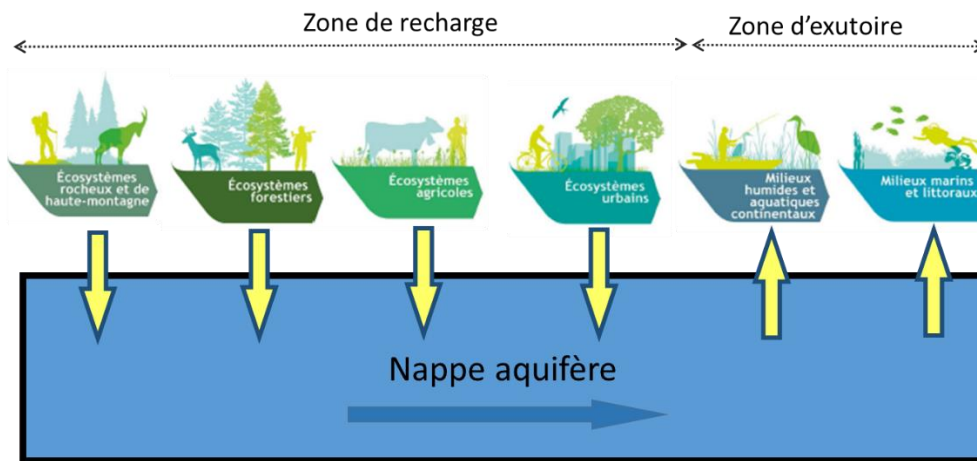 Zone de recharge
Zone d'exutoire
Écosystèmes
rocheux et de
haute-montagne
Écosystèmes
forestiers
Écosystèmes
agricoles
Écosystèmes
urbains
Milieux
humides et
aquatiques
continentaux
Milieux marins
et littoraux
Nappe aquifère